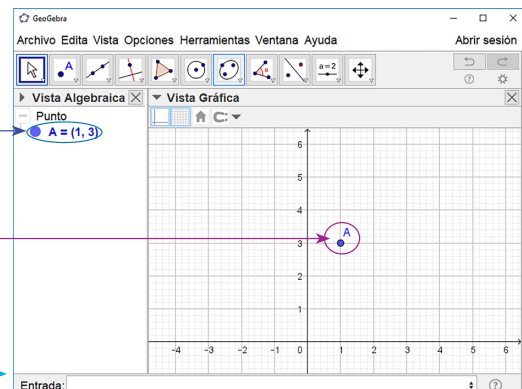 GeoGebra
Archivo Edita Vista Opciones Herramientas Ventana Ayuda Abrir sesión
A
a=2
Vista Algebraica
Vista Gráfica
Punto
A = (1, 3)
6
5
4
A
3
2
1
-4 -3 -2 -1 0 1 2 3 4 5 6
Entrada: